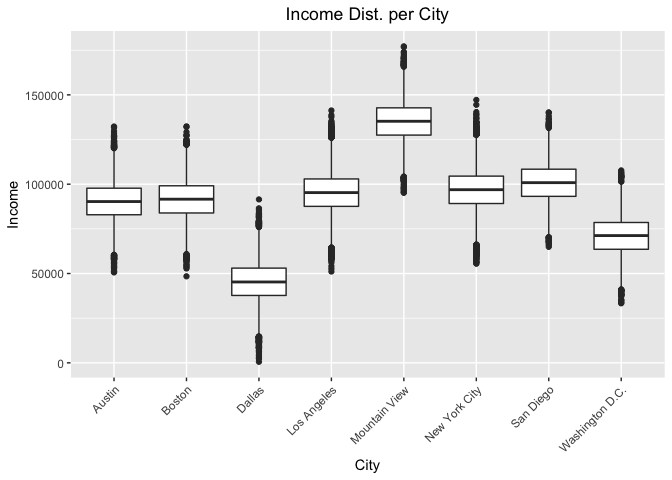 Income Dist. per City
Income
150000
100000
50000
0
Austin
Boston
Dallas
Los Angeles
Mountain View
New York City
San Diego
Washington D.C.
City